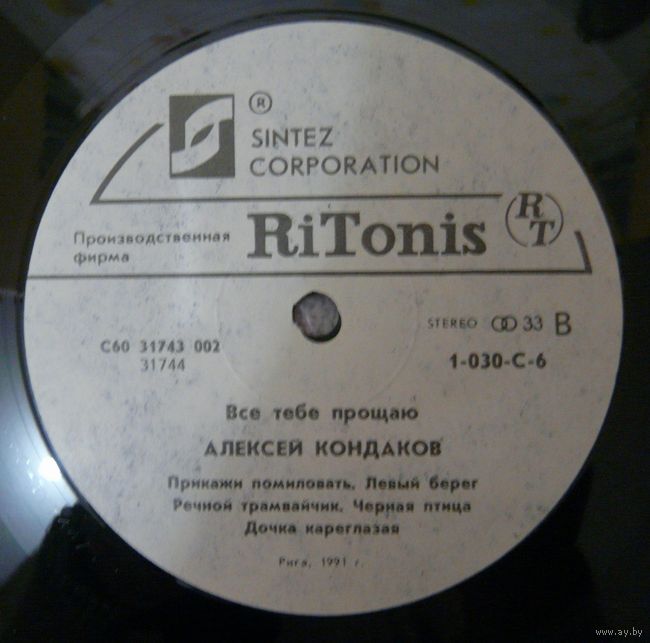 ®
SINTEZ
CORPORATION
Производственная
фирма
RiTonis
RT
STEREO 33 B
С60 31743 002
31744
1-030-С-6
Все тебе прощаю
АЛЕКСЕЙ КОНДАКОВ
Прикажи помиловать, Левый берег
Речной трамвайчик, Черная птица
Дочка кареглазая
Рига, 1991 г.
www.ay.by